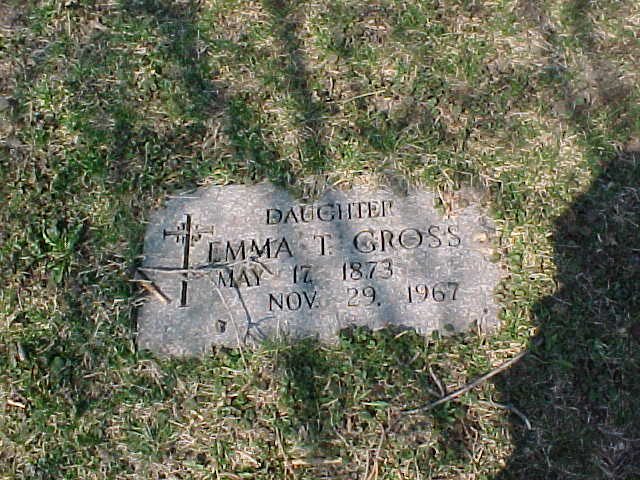 DAUGHTER
EMMA T. GROSS
MAY 17, 1873
NOV. 29, 1967